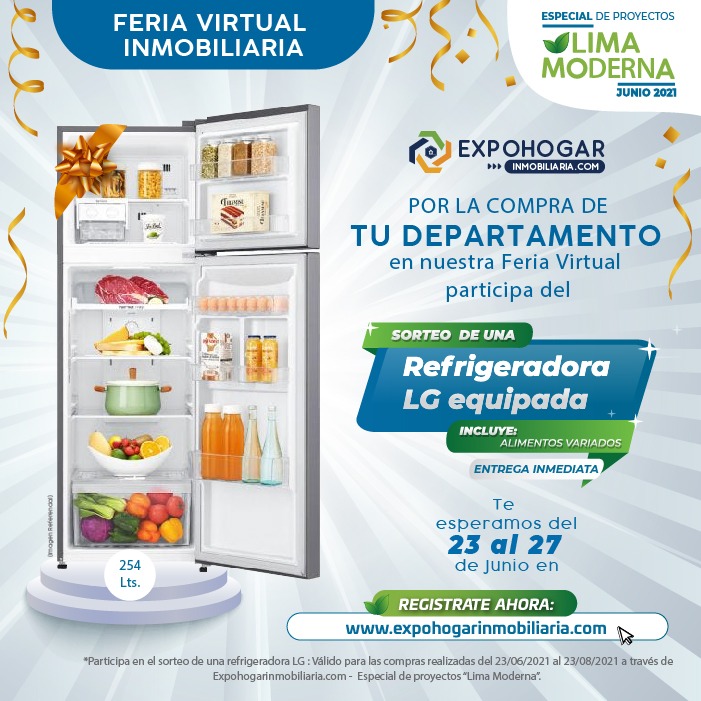 FERIA VIRTUAL
INMOBILIARIA
ESPECIAL DE PROYECTOS
LIMA
MODERNA
JUNIO 2021
EXPOHOGAR
INMOBILIARIA.COM
POR LA COMPRA DE
TU DEPARTAMENTO
en nuestra Feria Virtual
participa del
SORTEO DE UNA
Refrigeradora
LG equipada
INCLUYE:
ALIMENTOS VARIADOS
ENTREGA INMEDIATA
Te
esperamos del
23 al 27
de Junio en
(Imagen Referencial)
254
Lts.
REGISTRATE AHORA:
www.expohogarinmobiliaria.com
*Participa en el sorteo de una refrigeradora LG : Válido para las compras realizadas del 23/06/2021 al 23/08/2021 a través de
Expohogarinmobiliaria.com - Especial de proyectos “Lima Moderna”.